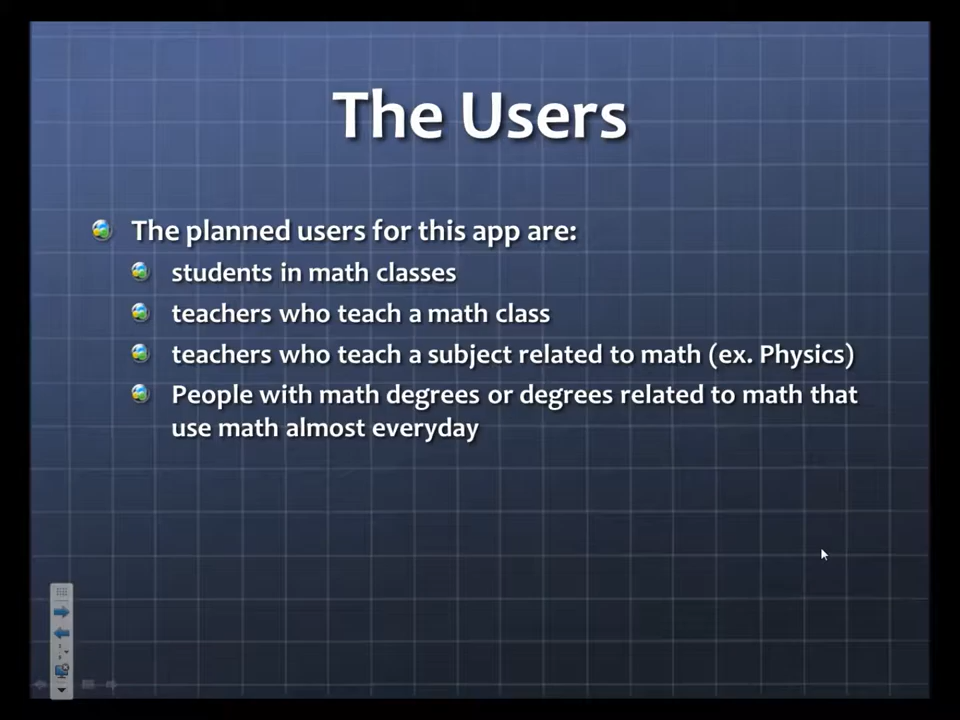 The Users
The planned users for this app are:
students in math classes
teachers who teach a math class
teachers who teach a subject related to math (ex. Physics)
People with math degrees or degrees related to math that
use math almost everyday